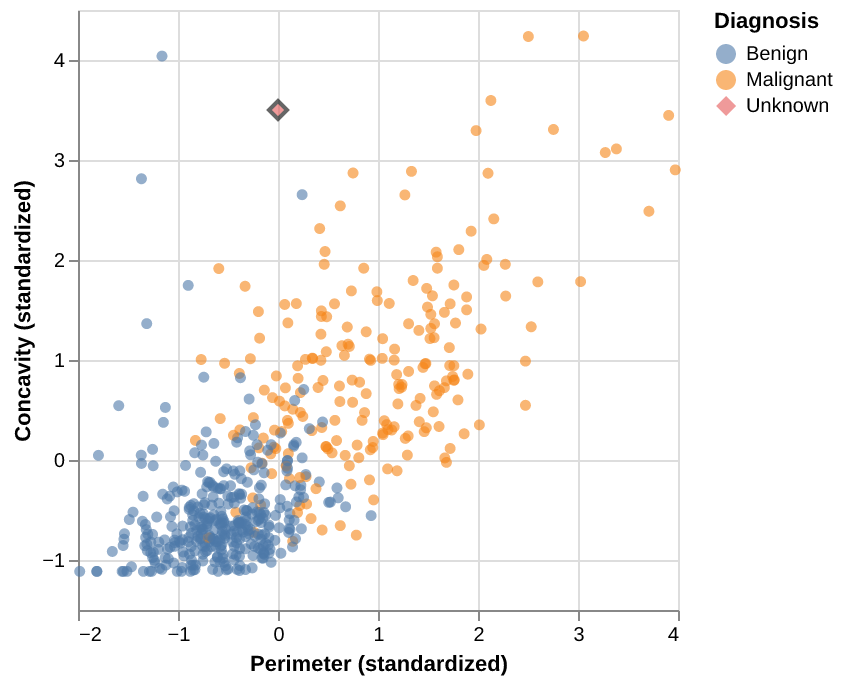 Diagnosis
Benign
Malignant
Unknown
Concavity (standardized)
4
3
2
1
0
−1
−2
−1
0
1
2
3
4
Perimeter (standardized)